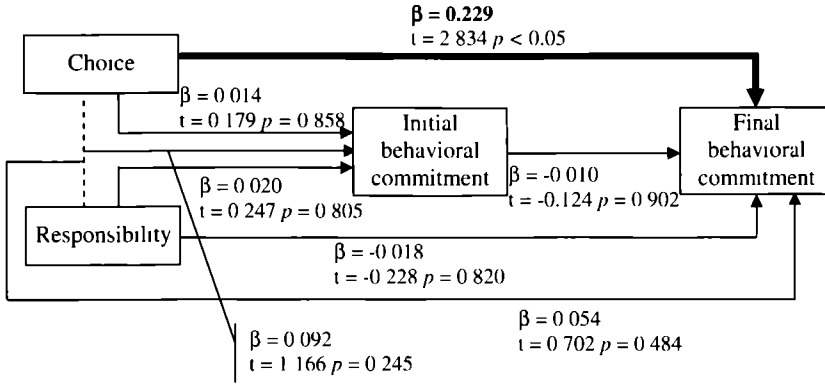 β = 0.229
t = 2 834 p < 0.05
Choice
β = 0 014
t = 0 179 p = 0 858
Initial
behavioral
commitment
Final
behavioral
commitment
β = -0 010
t = -0.124 p = 0 902
β = 0 020
t = 0 247 p = 0 805
Responsibility
β = -0 018
t = -0 228 p = 0 820
β = 0 054
t = 0 702 p = 0 484
β = 0 092
t = 1 166 p = 0 245